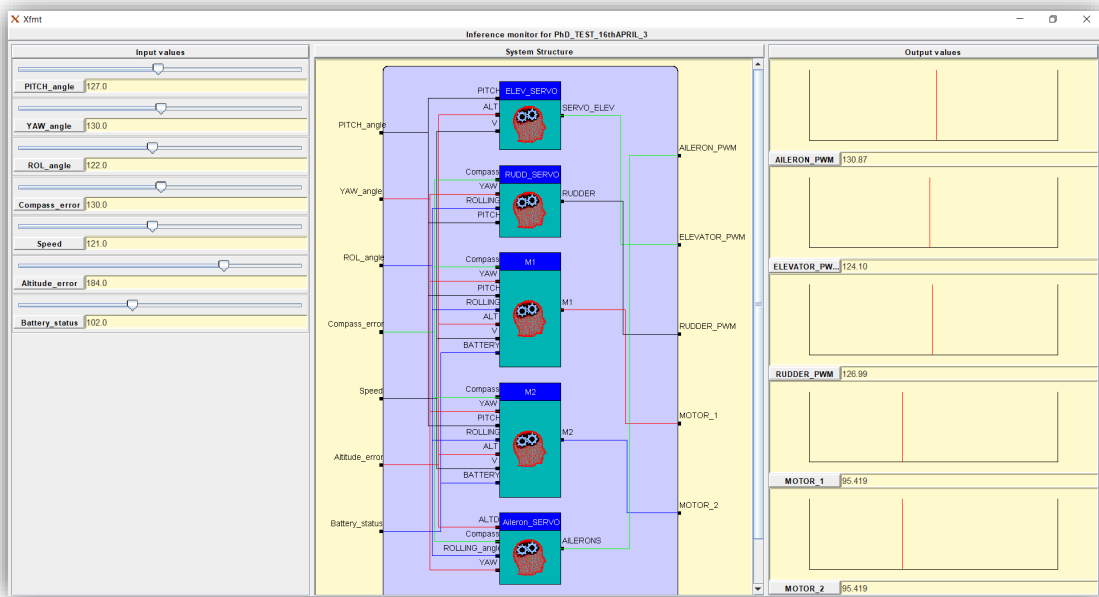 Xfmt
Inference monitor for PhD_TEST_16thAPRIL_3
Input values
PITCH_angle 127.0
YAW_angle 130.0
ROL_angle 122.0
Compass_error 130.0
Speed 121.0
Altitude_error 184.0
Battery_status 102.0
System Structure
PITCH_angle
YAW_angle
ROL_angle
Compass_error
Speed
Altitude_error
Battery_status
ELEV_SERVO
PITCH
ALT
V
SERVO_ELEV
RUDD_SERVO
Compass
YAW
ROLLING
PITCH
RUDDER
M1
Compass
YAW
PITCH
ROLLING
ALT
V
BATTERY
M1
M2
Compass
YAW
PITCH
ROLLING
ALT
V
BATTERY
M2
Aileron_SERVO
ALTD
Compass
ROLLING_angle
YAW
AILERONS
AILERON_PWM
ELEVATOR_PWM
RUDDER_PWM
MOTOR_1
MOTOR_2
Output values
AILERON_PWM 130.87
ELEVATOR_PW... 124.10
RUDDER_PWM 126.99
MOTOR_1 95.419
MOTOR_2 95.419